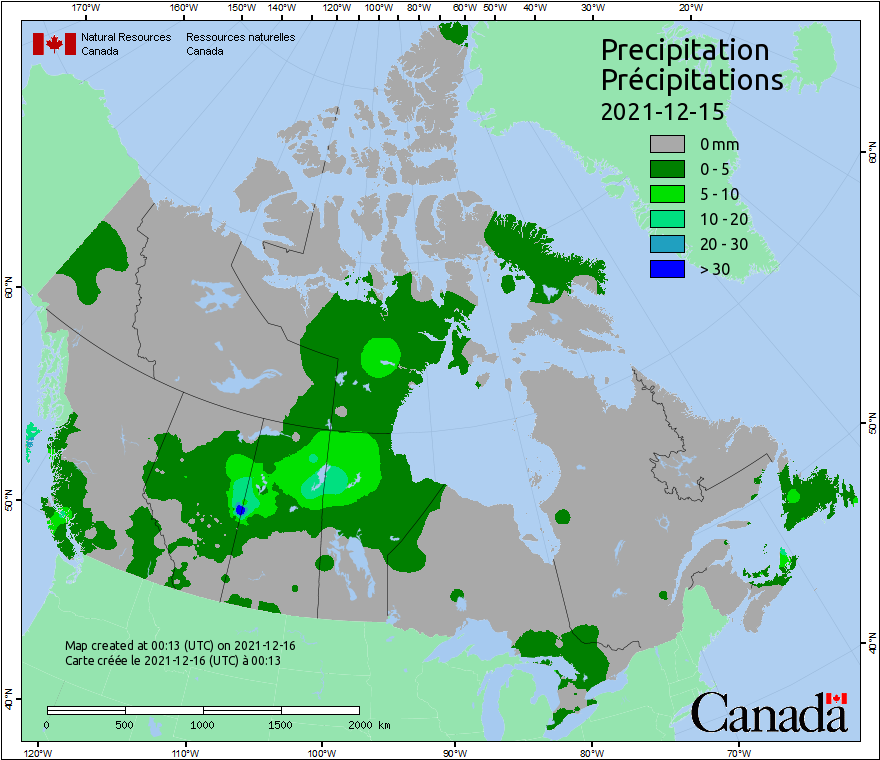 170°W 160°W 150°W 140°W 130°W 120°W 110°W 100°W 90°W 80°W 70°W 60°W 50°W 40°W 30°W 20°W
Natural Resources Ressources naturelles
Canada Canada
Precipitation
Précipitations
2021-12-15
0 mm
0 - 5
5 - 10
10 - 20
20 - 30
> 30
60°N
50°N
40°N
60°N
50°N
40°N
Map created at 00:13 (UTC) on 2021-12-16
Carte créée le 2021-12-16 (UTC) à 00:13
0 500 1000 1500 2000 km
Canada
120°W 110°W 100°W 90°W 80°W 70°W